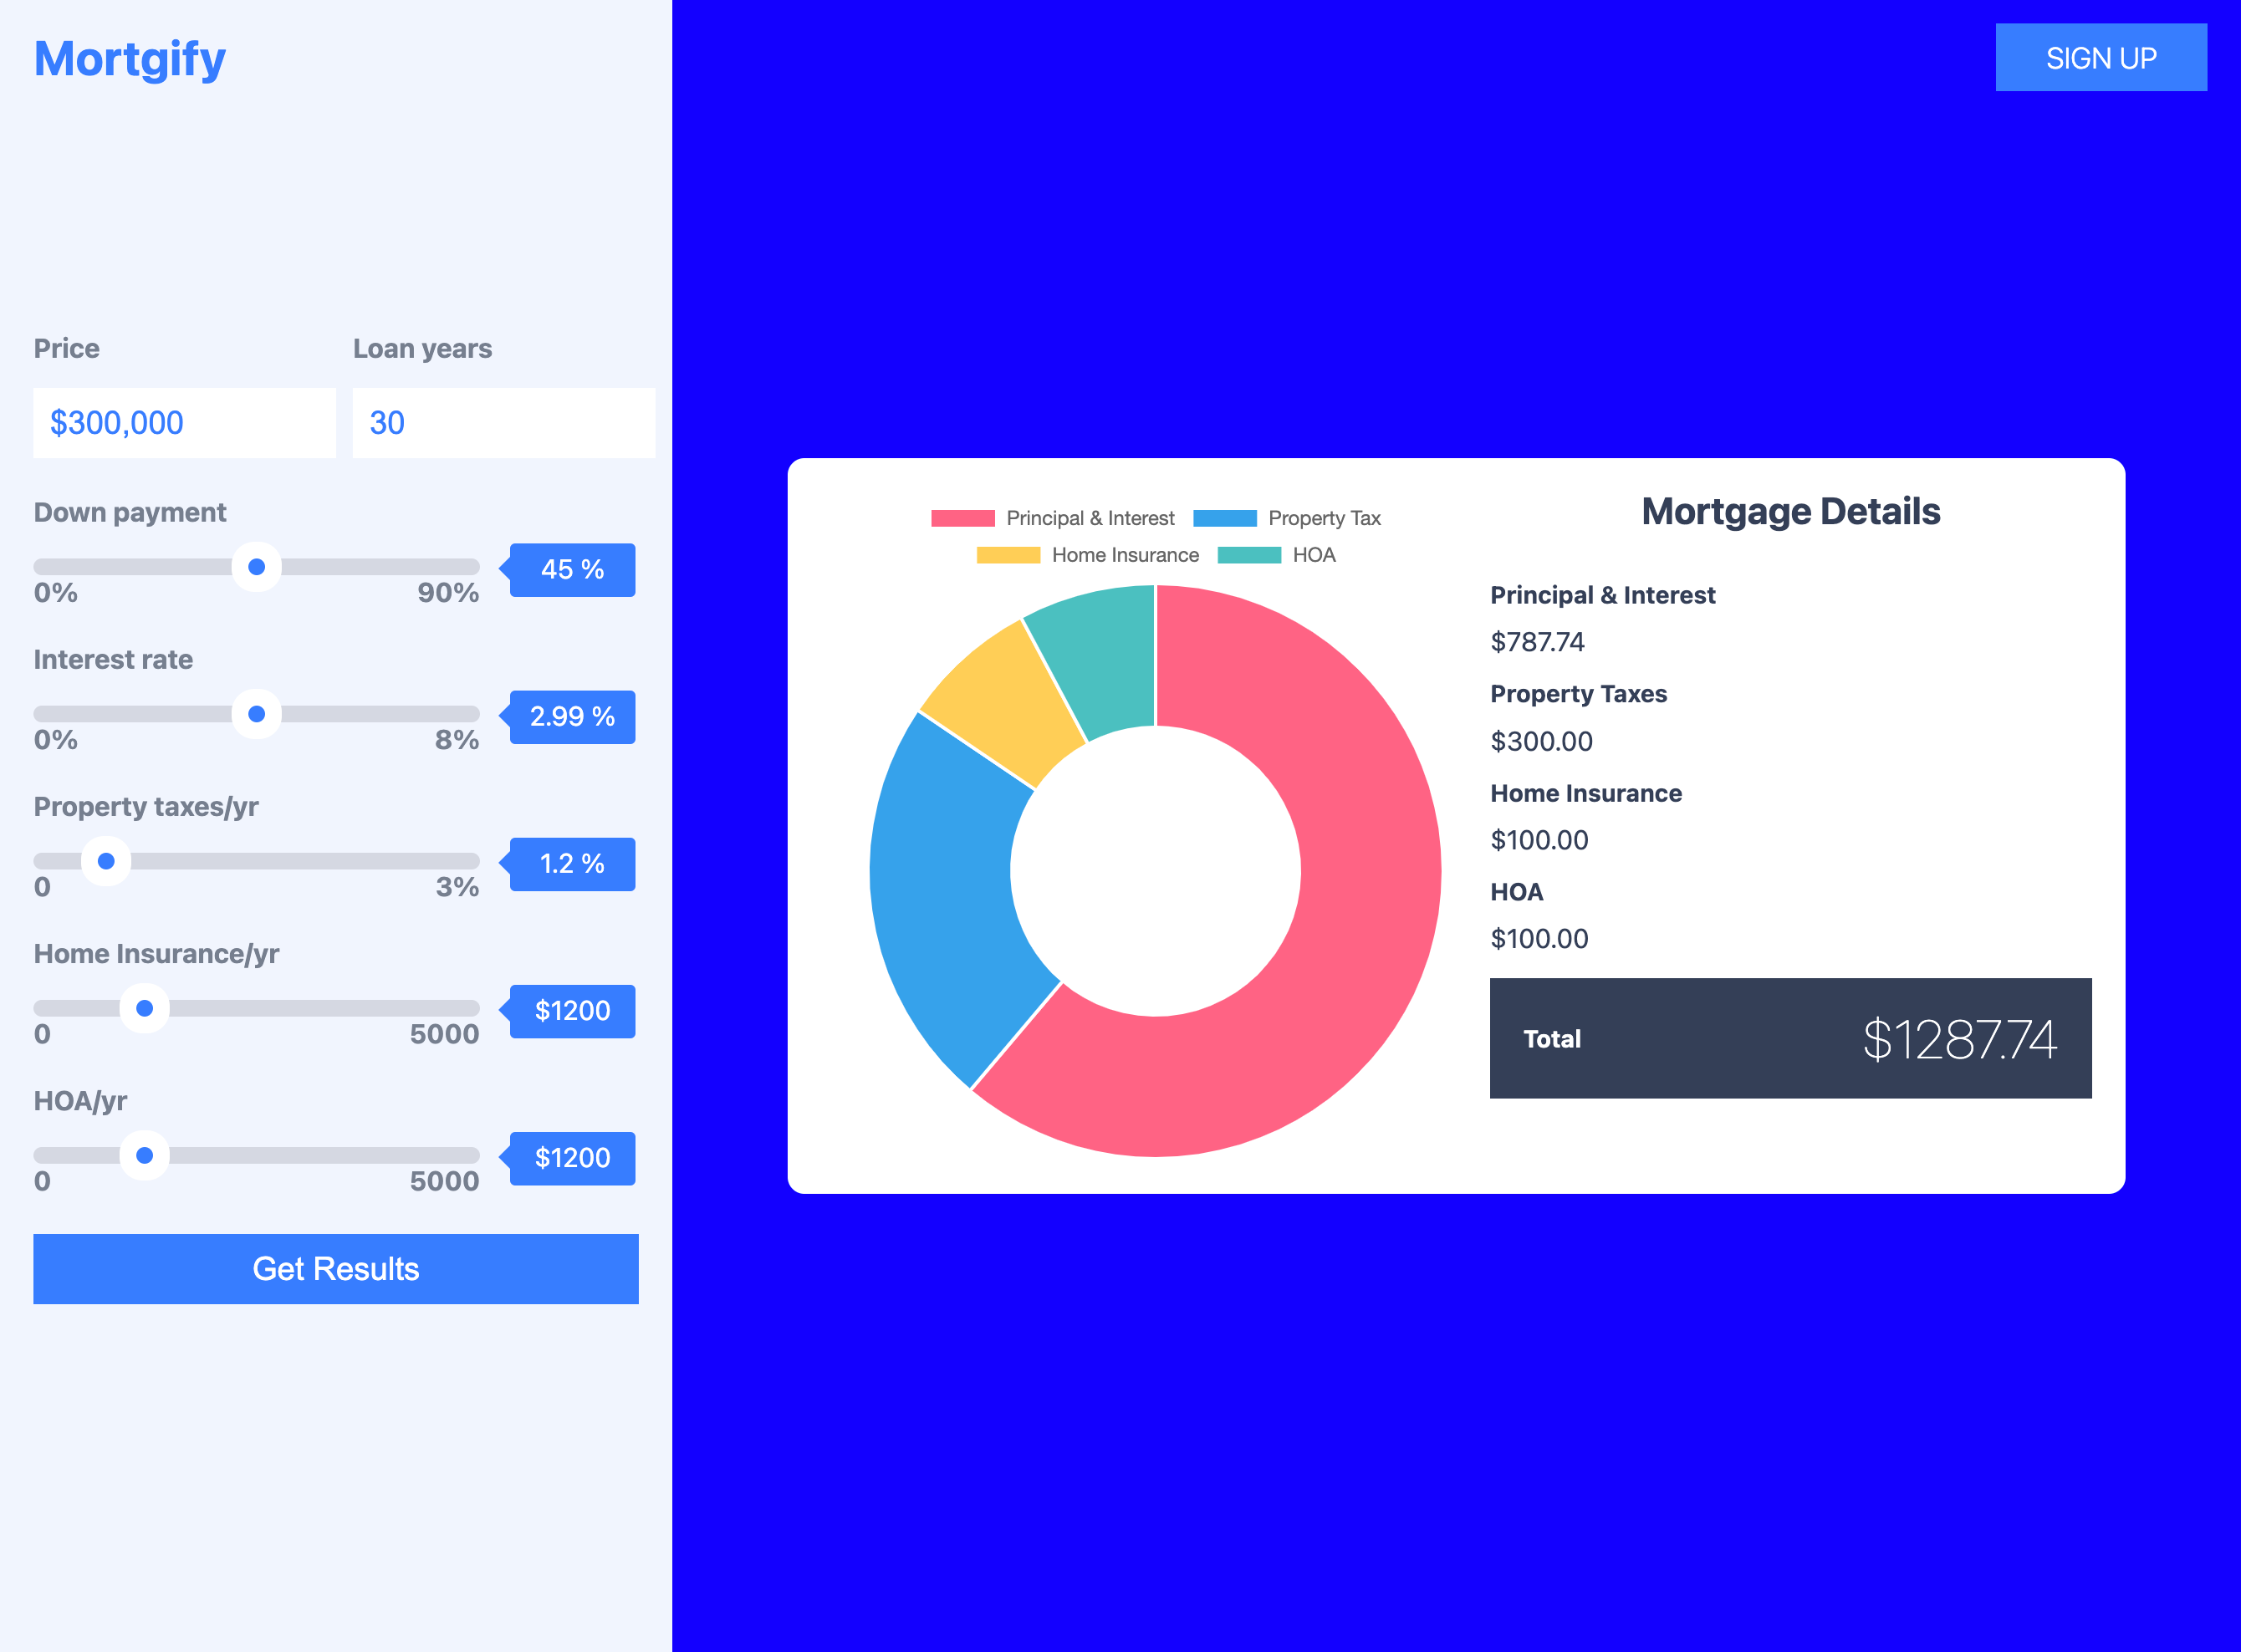 Mortgify
SIGN UP
Price
Loan years
$300,000
30
Down payment
45 %
0%
90%
Interest rate
2.99 %
0%
8%
Property taxes/yr
1.2 %
0
3%
Home Insurance/yr
$1200
0
5000
HOA/yr
$1200
0
5000
Get Results
Principal & Interest
Property Tax
Home Insurance
HOA
Mortgage Details
Principal & Interest
$787.74
Property Taxes
$300.00
Home Insurance
$100.00
HOA
$100.00
Total
$1287.74